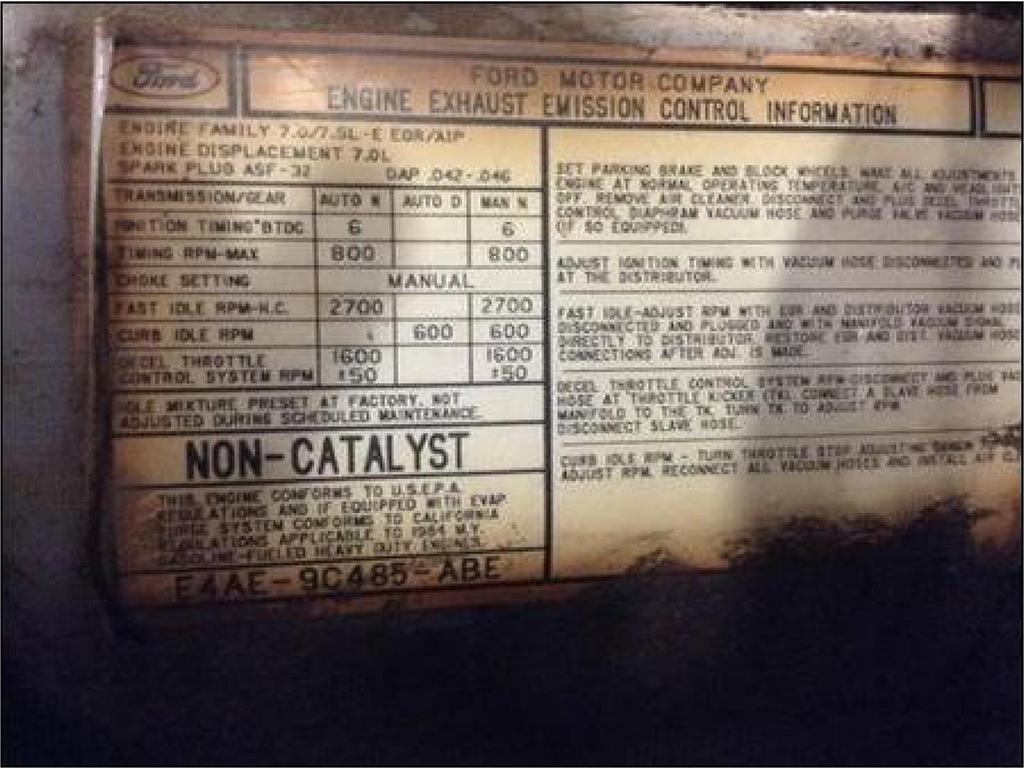 Ford
FORD MOTOR COMPANY
ENGINE EXHAUST EMISSION CONTROL INFORMATION
ENGINE FAMILY 7.0/7.5L-E EGR/AIP
ENGINE DISPLACEMENT 7.0L
SPARK PLUG ASF-32 GAP .042-.046
TRANSMISSION/GEAR AUTO N AUTO D MAN N
IGNITION TIMING °BTDC 6 6
TIMING RPM-MAX 800 800
CHOKE SETTING MANUAL
FAST IDLE RPM-H.C. 2700 2700
CURB IDLE RPM 600 600
DECEL THROTTLE 1600 1600
CONTROL SYSTEM RPM ±50 ±50
IDLE MIXTURE PRESET AT FACTORY. NOT
ADJUSTED DURING SCHEDULED MAINTENANCE.
NON-CATALYST
THIS ENGINE CONFORMS TO U.S.E.P.A.
REGULATIONS AND IF EQUIPPED WITH EVAP
PURGE SYSTEM CONFORMS TO CALIFORNIA
REGULATIONS APPLICABLE TO 1984 M.Y.
GASOLINE-FUELED HEAVY DUTY ENGINES.
E4AE-9C485-ABE
SET PARKING BRAKE AND BLOCK WHEELS. MAKE ALL ADJUSTMENTS
ENGINE AT NORMAL OPERATING TEMPERATURE, A/C AND HEADLIGHT
OFF. REMOVE AIR CLEANER. DISCONNECT AND PLUG DECEL THROTTL
CONTROL, DIAPHRAM VACUUM HOSE AND PURGE VALVE VACUUM HOSE
(IF SO EQUIPPED).
ADJUST IGNITION TIMING WITH VACUUM HOSE DISCONNECTED AND PL
AT THE DISTRIBUTOR.
FAST IDLE-ADJUST RPM WITH EGR AND DISTRIBUTOR VACUUM HOSE
DISCONNECTED AND PLUGGED AND WITH MANIFOLD VACUUM SIGNAL
DIRECTLY TO DISTRIBUTOR. RESTORE EGR AND DIST. VACUUM HOSE
CONNECTIONS AFTER ADJ. IS MADE.
DECEL THROTTLE CONTROL SYSTEM RPM-DISCONNECT AND PLUG VAC
HOSE AT THROTTLE KICKER (TK). CONNECT A SLAVE HOSE FROM
MANIFOLD TO THE TK. TURN TK TO ADJUST RPM.
DISCONNECT SLAVE HOSE.
CURB IDLE RPM - TURN THROTTLE STOP ADJUSTING SCREW
ADJUST RPM. RECONNECT ALL VACUUM HOSES AND INSTALL AIR CL